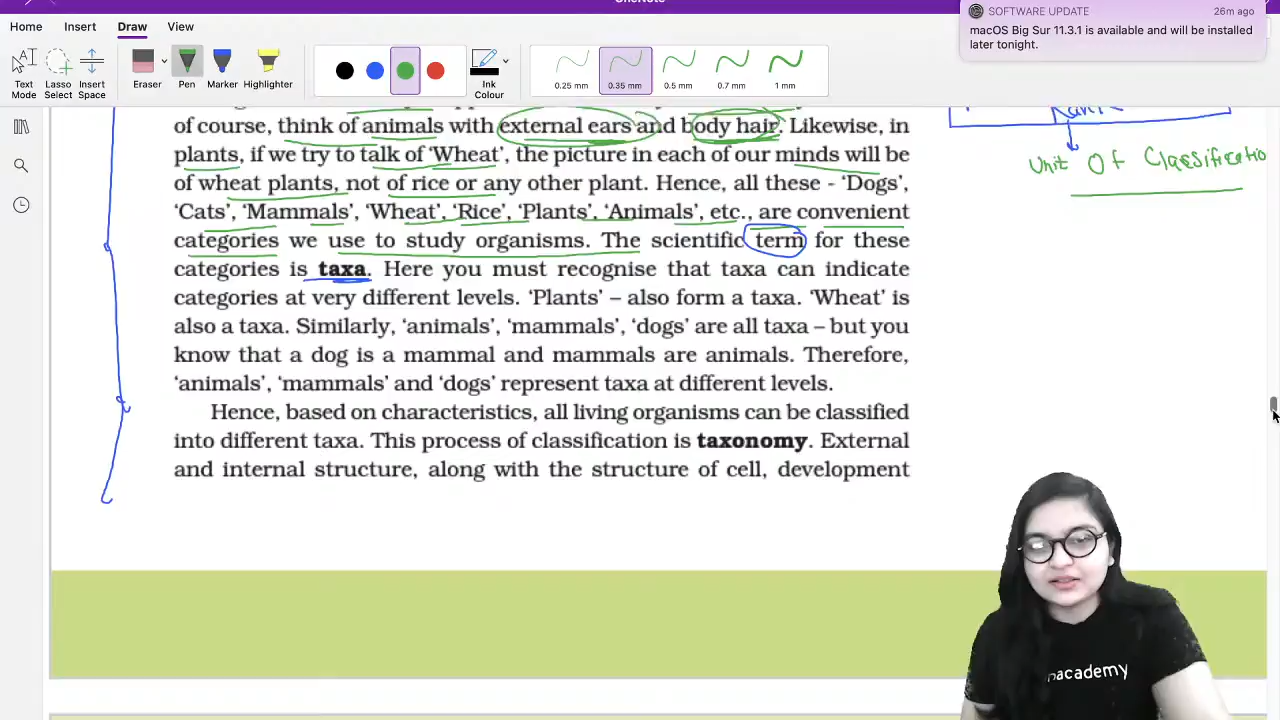 OneNote
Home Insert Draw View
SOFTWARE UPDATE 26m ago
macOS Big Sur 11.3.1 is available and will be installed
later tonight.
Text
Mode
Lasso
Select
Insert
Space
Eraser
Pen
Marker
Highlighter
Ink
Colour
0.25 mm
0.35 mm
0.5 mm
0.7 mm
1 mm
of course, think of animals with external ears and body hair. Likewise, in
plants, if we try to talk of ‘Wheat’, the picture in each of our minds will be
of wheat plants, not of rice or any other plant. Hence, all these - ‘Dogs’,
‘Cats’, ‘Mammals’, ‘Wheat’, ‘Rice’, ‘Plants’, ‘Animals’, etc., are convenient
categories we use to study organisms. The scientific term for these
categories is taxa. Here you must recognise that taxa can indicate
categories at very different levels. ‘Plants’ – also form a taxa. ‘Wheat’ is
also a taxa. Similarly, ‘animals’, ‘mammals’, ‘dogs’ are all taxa – but you
know that a dog is a mammal and mammals are animals. Therefore,
‘animals’, ‘mammals’ and ‘dogs’ represent taxa at different levels.
Hence, based on characteristics, all living organisms can be classified
into different taxa. This process of classification is taxonomy. External
and internal structure, along with the structure of cell, development
Unit Of Classificatio
nacademy